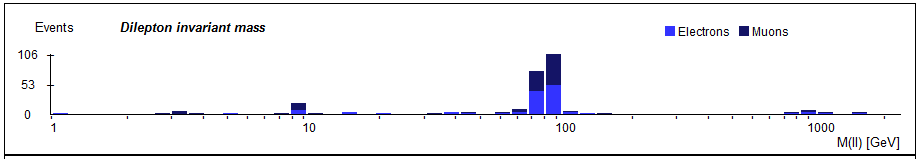 Events Dilepton invariant mass Electrons Muons
106
53
0
1 10 100 1000
M(ll) [GeV]